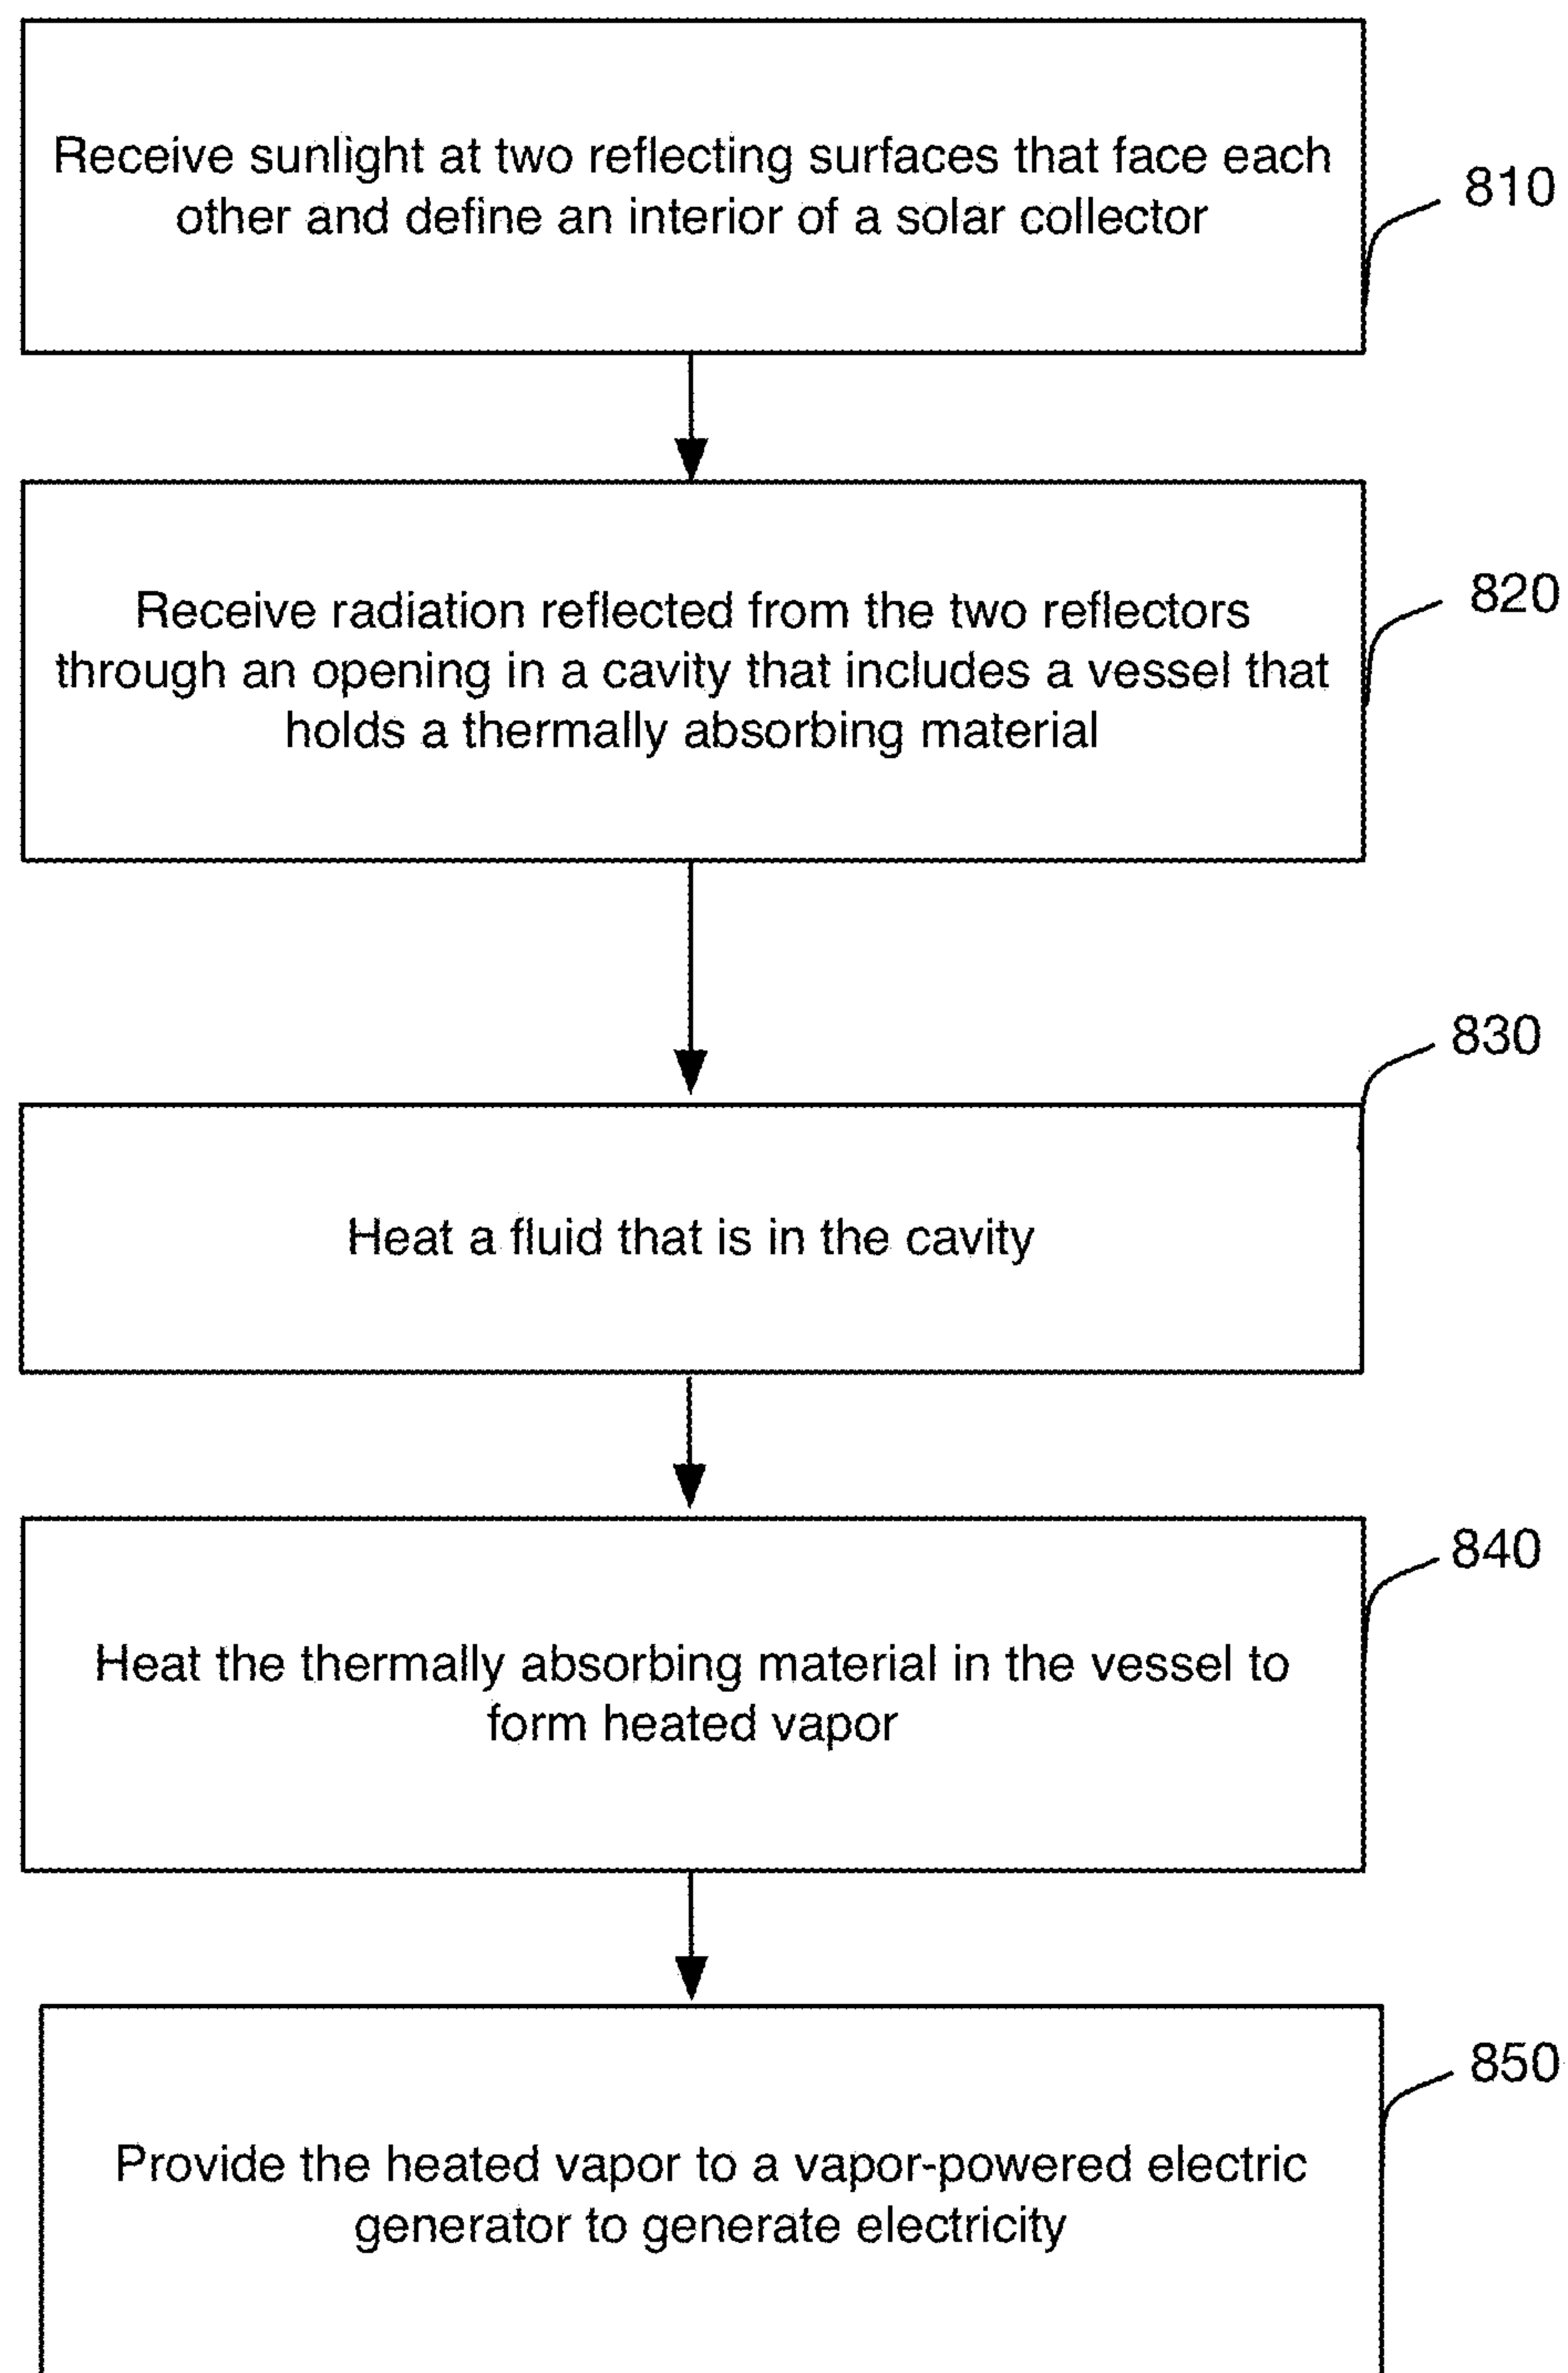 Receive sunlight at two reflecting surfaces that face each
other and define an interior of a solar collector
810
Receive radiation reflected from the two reflectors
through an opening in a cavity that includes a vessel that
holds a thermally absorbing material
820
830
Heat a fluid that is in the cavity
840
Heat the thermally absorbing material in the vessel to
form heated vapor
850
Provide the heated vapor to a vapor-powered electric
generator to generate electricity